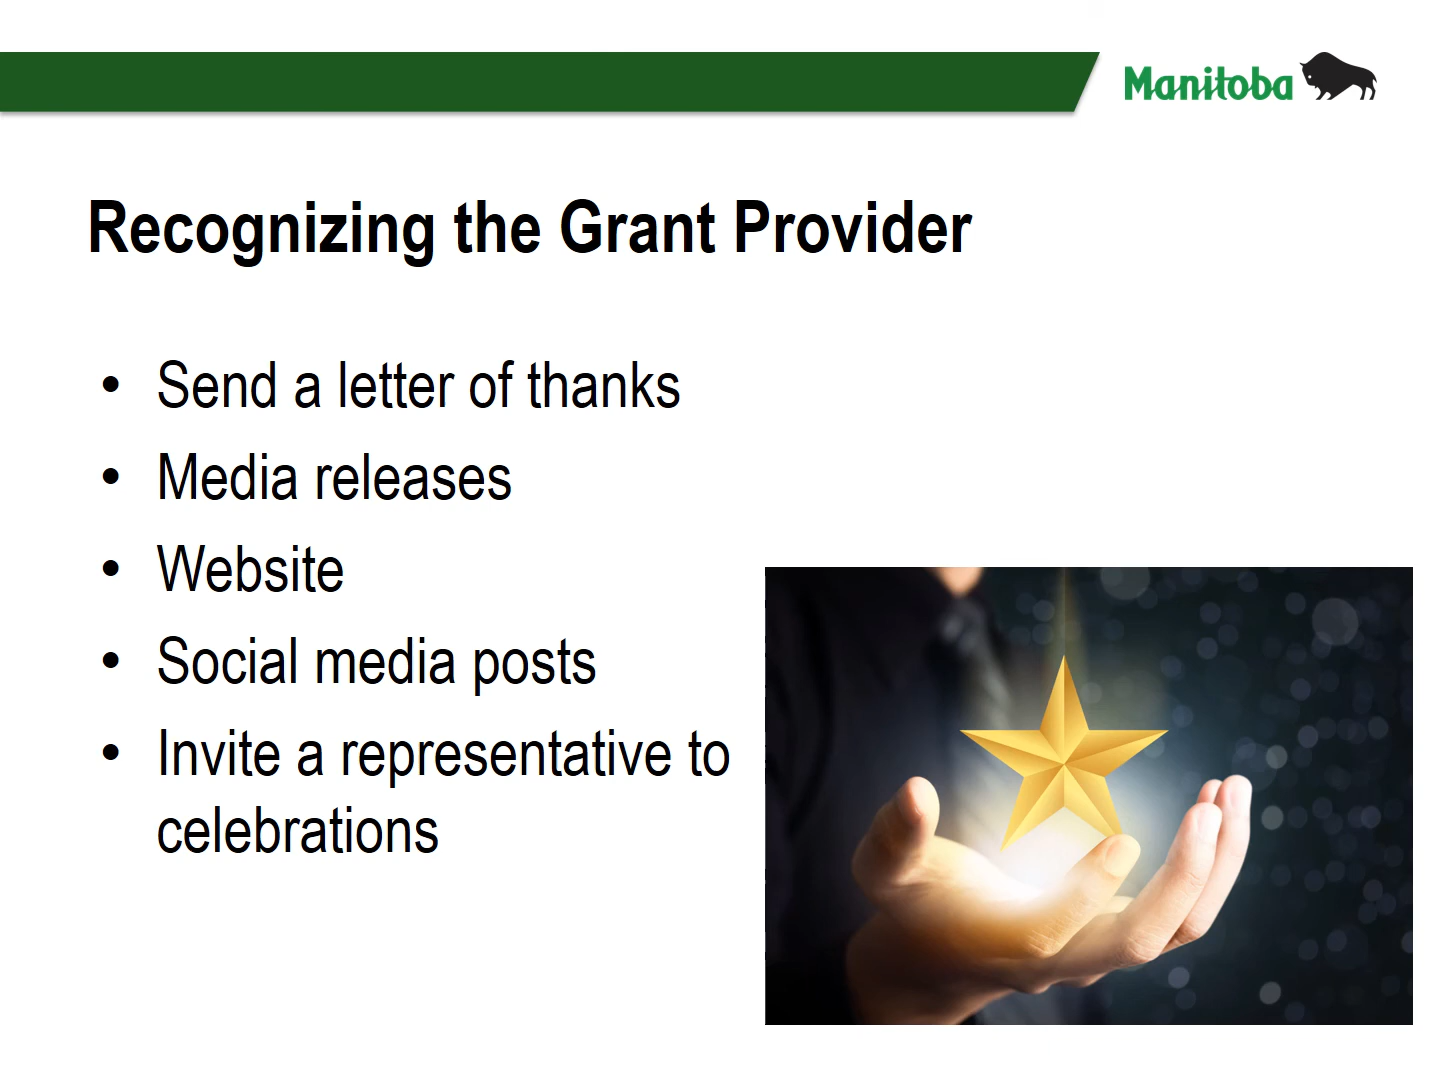 Manitoba
Recognizing the Grant Provider
• Send a letter of thanks
• Media releases
• Website
• Social media posts
• Invite a representative to
celebrations